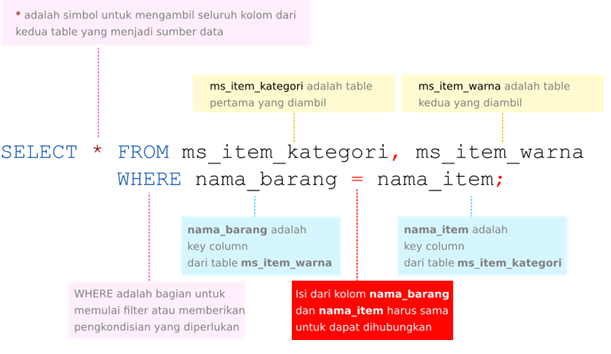 * adalah simbol untuk mengambil seluruh kolom dari
kedua table yang menjadi sumber data
ms_item_kategori adalah table
pertama yang diambil
ms_item_warna adalah table
kedua yang diambil
SELECT * FROM ms_item_kategori, ms_item_warna
WHERE nama_barang = nama_item;
nama_barang adalah
key column
dari table ms_item_warna
nama_item adalah
key column
dari table ms_item_kategori
WHERE adalah bagian untuk
memulai filter atau memberikan
pengkondisian yang diperlukan
Isi dari kolom nama_barang
dan nama_item harus sama
untuk dapat dihubungkan